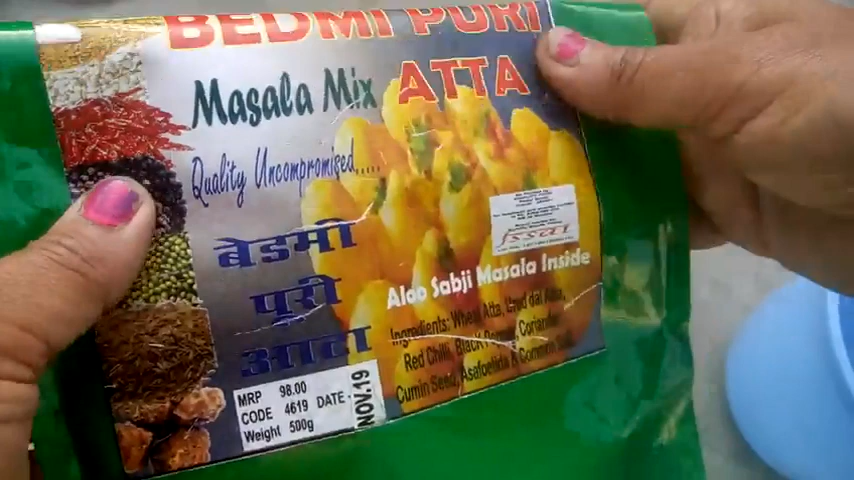 BEDMI PURI
Masala Mix ATTA
Quality, Uncompromised....
बेड़मी
पूरी
आटा
Aloo Sabji Masala Inside
Ingredients: Wheat Atta, Urad Dal Atta,
Red Chilli, Black Pepper, Coriander,
Cumin Seed, Asafoetida & Common Salt.
MRP 98.00
CODE 4619 DATE-
NOV.19
Weight 500g